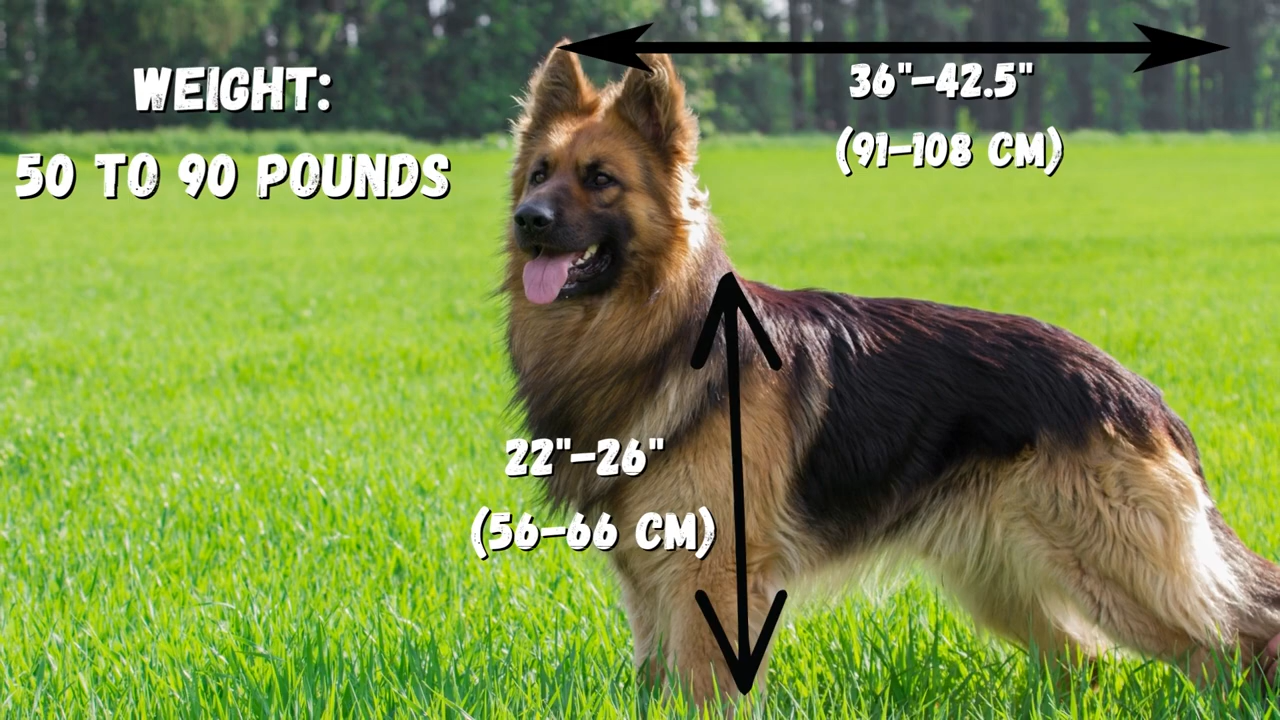 WEIGHT:
50 TO 90 POUNDS
36"-42.5"
(91-108 CM)
22"-26"
(56-66 CM)